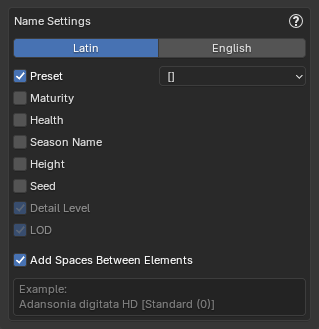 Name Settings
Latin English
Preset []
Maturity
Health
Season Name
Height
Seed
Detail Level
LOD
Add Spaces Between Elements
Example:
Adansonia digitata HD [Standard (0)]